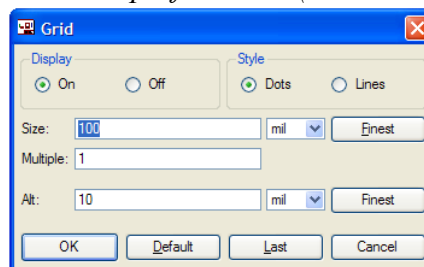 Grid
Display Style
On Off Dots Lines
Size: 100 mil Finest
Multiple: 1
Alt: 10 mil Finest
OK Default Last Cancel